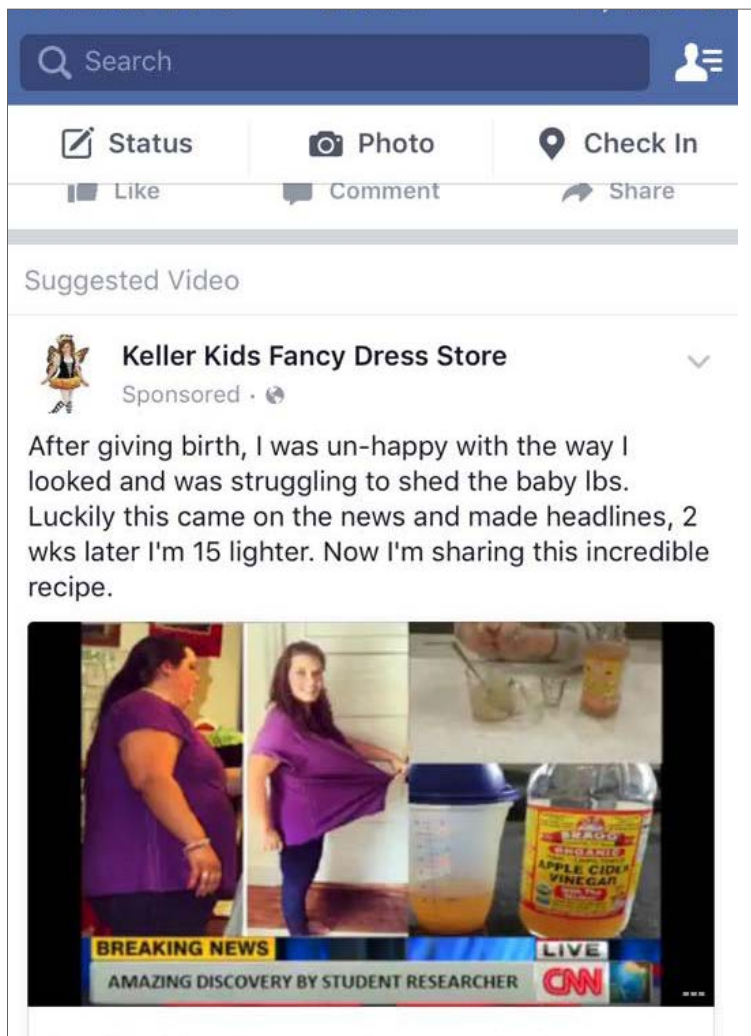 Search
Status Photo Check In
Like Comment Share
Suggested Video
Keller Kids Fancy Dress Store
Sponsored ·
After giving birth, I was un-happy with the way I
looked and was struggling to shed the baby lbs.
Luckily this came on the news and made headlines, 2
wks later I'm 15 lighter. Now I'm sharing this incredible
recipe.
BRAGG
ORGANIC
APPLE CIDER
VINEGAR
BREAKING NEWS LIVE
AMAZING DISCOVERY BY STUDENT RESEARCHER CNN